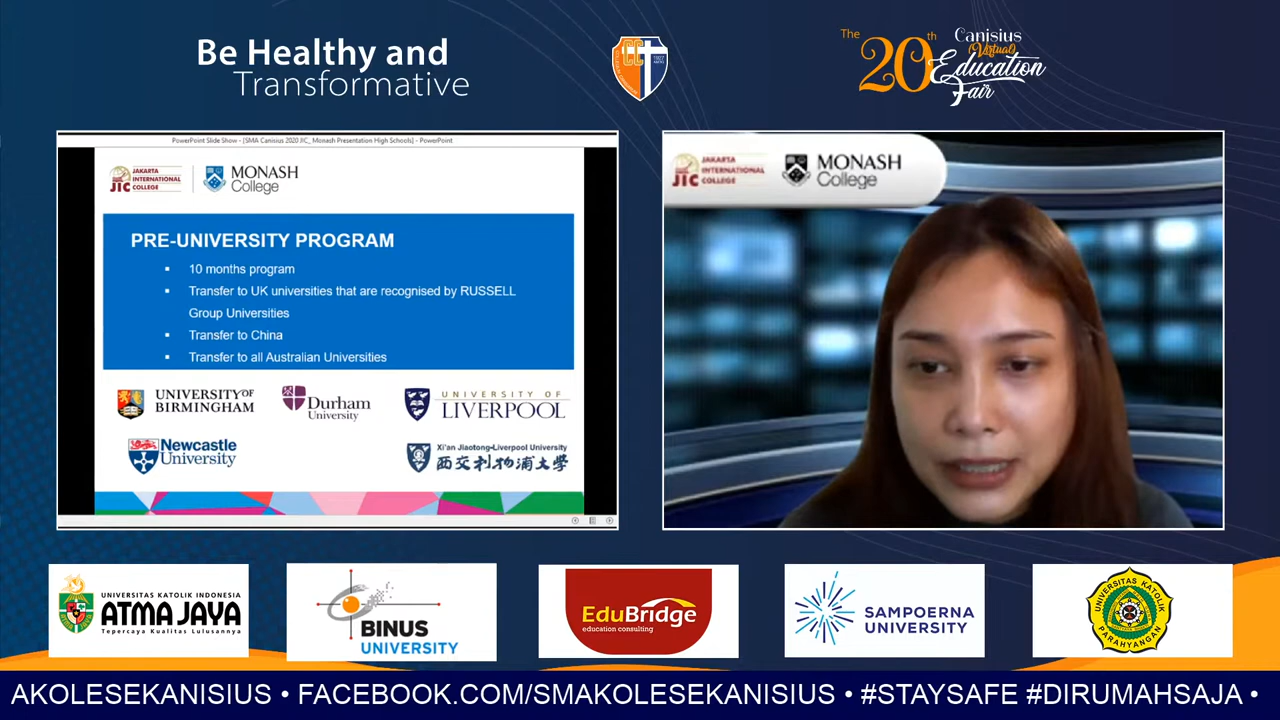 Be Healthy and
Transformative
CC
The 20th Canisius
(Virtual)
Education
Fair
PowerPoint Slide Show - [SMA Canisius 2020 JIC_ Monash Presentation High Schools] - PowerPoint
JIC JAKARTA
INTERNATIONAL
COLLEGE
MONASH
College
PRE-UNIVERSITY PROGRAM
▪ 10 months program
▪ Transfer to UK universities that are recognised by RUSSELL
Group Universities
▪ Transfer to China
▪ Transfer to all Australian Universities
UNIVERSITY OF
BIRMINGHAM
Durham
University
UNIVERSITY OF
LIVERPOOL
Newcastle
University
Xi'an Jiaotong-Liverpool University
西交利物浦大学
JIC JAKARTA
INTERNATIONAL
COLLEGE
MONASH
College
UNIVERSITAS KATOLIK INDONESIA
ATMA JAYA
Tepercaya Kualitas Lulusannya
BINUS
UNIVERSITY
EduBridge
education consulting
SAMPOERNA
UNIVERSITY
UNIVERSITAS KATOLIK
PARAHYANGAN
AKOLESEKANISIUS • FACEBOOK.COM/SMAKOLESEKANISIUS • #STAYSAFE #DIRUMAHSAJA •